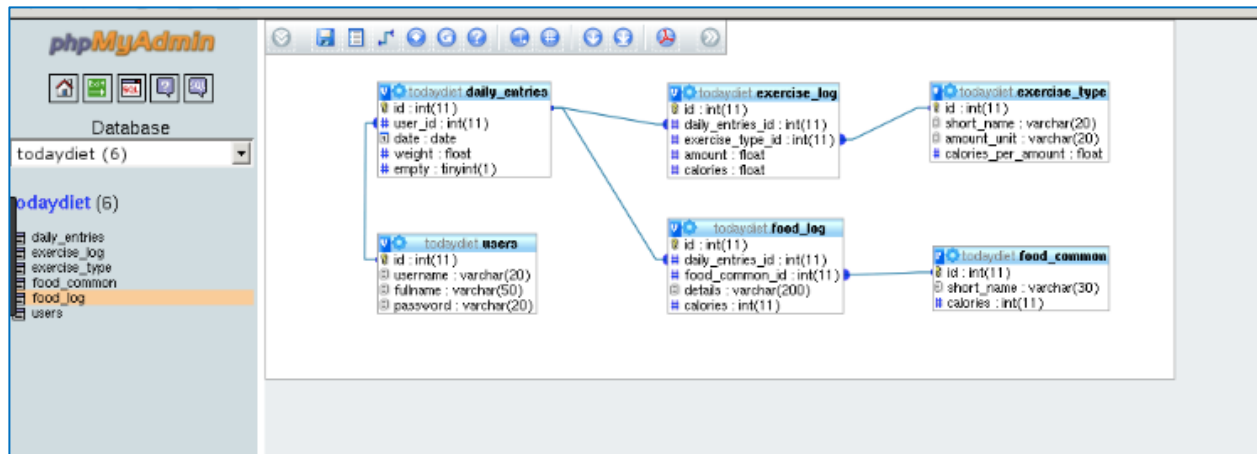 phpMyAdmin
Database
todaydiet (6)
odaydiet (6)
daily_entries
exercise_log
exercise_type
food_common
food_log
users
todaydiet daily_entries
id : int(11)
user_id : int(11)
date : date
weight : float
empty : tinyint(1)
todaydiet users
id : int(11)
username : varchar(20)
fullname : varchar(50)
password : varchar(20)
todaydiet exercise_log
id : int(11)
daily_entries_id : int(11)
exercise_type_id : int(11)
amount : float
calories : float
todaydiet food_log
id : int(11)
daily_entries_id : int(11)
food_common_id : int(11)
details : varchar(200)
calories : int(11)
todaydiet exercise_type
id : int(11)
short_name : varchar(20)
amount_unit : varchar(20)
calories_per_amount : float
todaydiet food_common
id : int(11)
short_name : varchar(30)
calories : int(11)